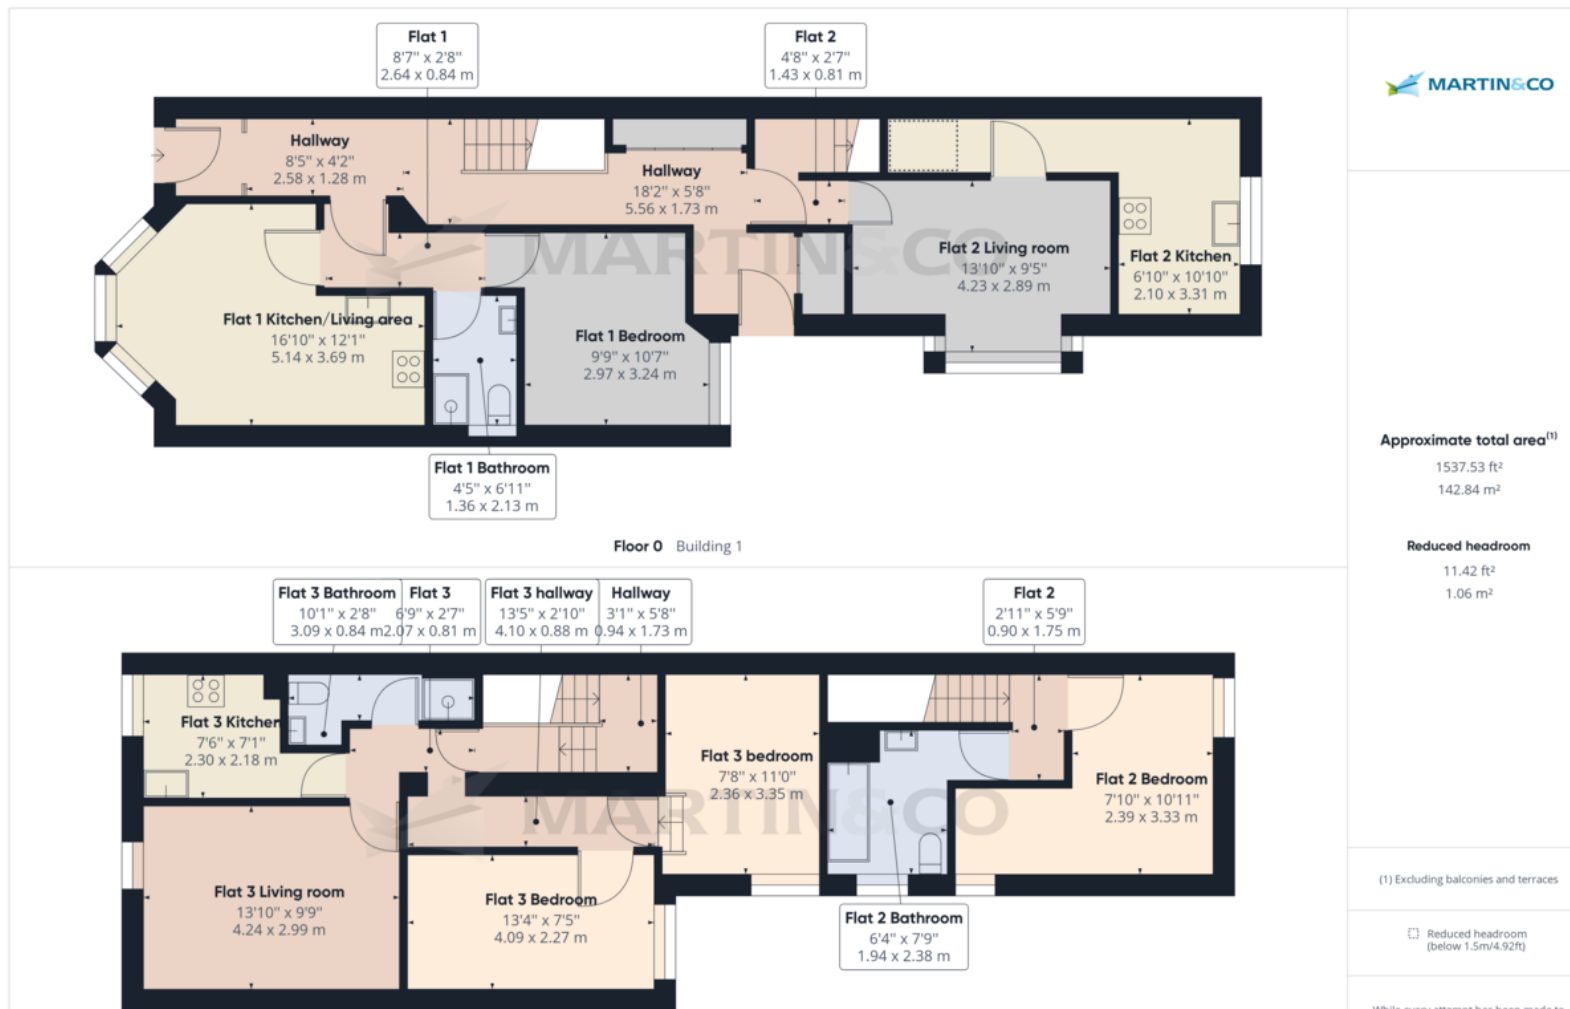 Flat 1
8'7" x 2'8"
2.64 x 0.84 m
Flat 2
4'8" x 2'7"
1.43 x 0.81 m
MARTIN&CO
Hallway
8'5" x 4'2"
2.58 x 1.28 m
Hallway
18'2" x 5'8"
5.56 x 1.73 m
MARTIN&CO
Flat 2 Living room
13'10" x 9'5"
4.23 x 2.89 m
Flat 2 Kitchen
6'10" x 10'10"
2.10 x 3.31 m
Flat 1 Kitchen/Living area
16'10" x 12'1"
5.14 x 3.69 m
Flat 1 Bedroom
9'9" x 10'7"
2.97 x 3.24 m
Flat 1 Bathroom
4'5" x 6'11"
1.36 x 2.13 m
Floor 0 Building 1
Approximate total area(1)
1537.53 ft²
142.84 m²
Reduced headroom
11.42 ft²
1.06 m²
Flat 3 Bathroom
10'1" x 2'8"
3.09 x 0.84 m
Flat 3
6'9" x 2'7"
2.07 x 0.81 m
Flat 3 hallway
13'5" x 2'10"
4.10 x 0.88 m
Hallway
3'1" x 5'8"
0.94 x 1.73 m
Flat 2
2'11" x 5'9"
0.90 x 1.75 m
Flat 3 Kitchen
7'6" x 7'1"
2.30 x 2.18 m
Flat 3 bedroom
7'8" x 11'0"
2.36 x 3.35 m
Flat 2 Bedroom
7'10" x 10'11"
2.39 x 3.33 m
MARTIN&CO
Flat 3 Living room
13'10" x 9'9"
4.24 x 2.99 m
Flat 3 Bedroom
13'4" x 7'5"
4.09 x 2.27 m
Flat 2 Bathroom
6'4" x 7'9"
1.94 x 2.38 m
(1) Excluding balconies and terraces
Reduced headroom
(below 1.5m/4.92ft)
While every attempt has been made to